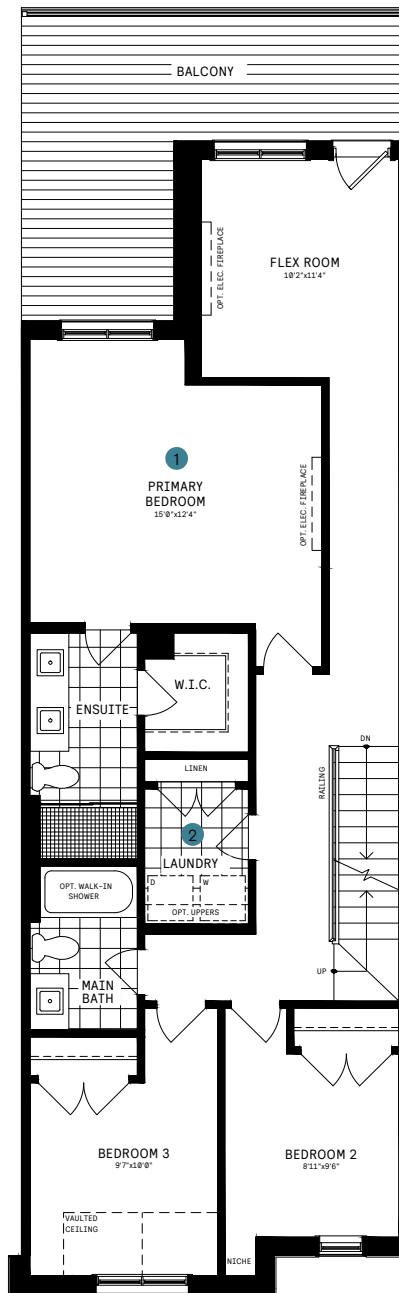 BALCONY
FLEX ROOM
10'2"x11'4"
OPT. ELEC. FIREPLACE
1
PRIMARY
BEDROOM
15'0"x12'4"
OPT. ELEC. FIREPLACE
ENSUITE
W.I.C.
LINEN
DN
RAILING
2
LAUNDRY
D
W
OPT. UPPERS
OPT. WALK-IN
SHOWER
MAIN
BATH
UP
BEDROOM 3
9'7"x10'0"
BEDROOM 2
8'11"x9'6"
VAULTED
CEILING
NICHE